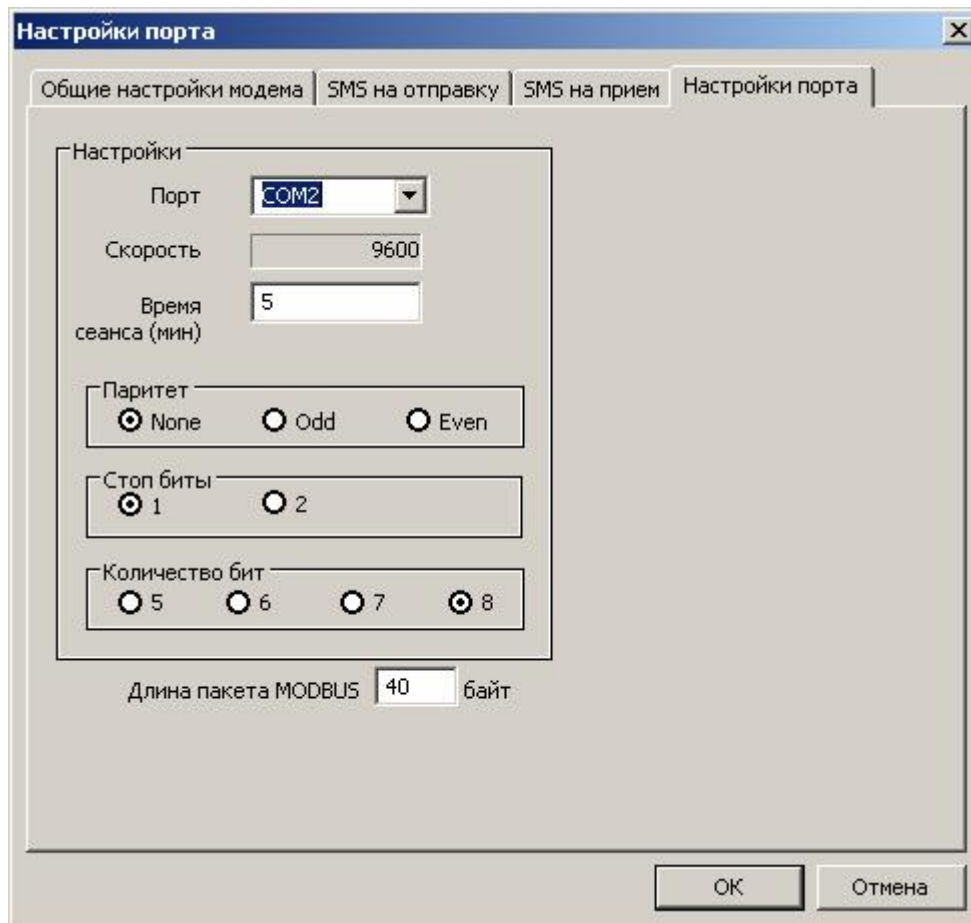 Настройки порта
Общие настройки модема SMS на отправку SMS на прием Настройки порта
Настройки
Порт COM2
Скорость 9600
Время
сеанса (мин) 5
Паритет
None Odd Even
Стоп биты
1 2
Количество бит
5 6 7 8
Длина пакета MODBUS 40 байт
OK Отмена